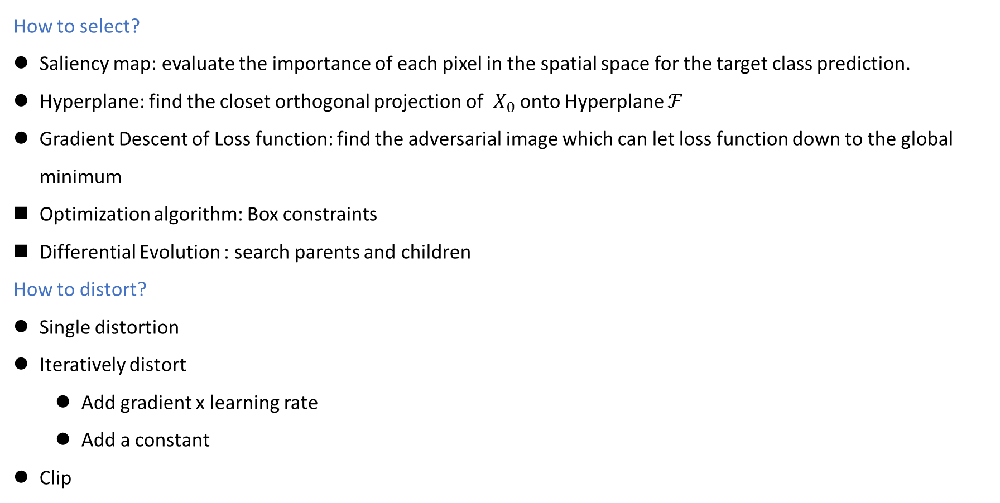 How to select?
● Saliency map: evaluate the importance of each pixel in the spatial space for the target class prediction.
● Hyperplane: find the closet orthogonal projection of X₀ onto Hyperplane ℱ
● Gradient Descent of Loss function: find the adversarial image which can let loss function down to the global
minimum
■ Optimization algorithm: Box constraints
■ Differential Evolution : search parents and children
How to distort?
● Single distortion
● Iteratively distort
● Add gradient x learning rate
● Add a constant
● Clip